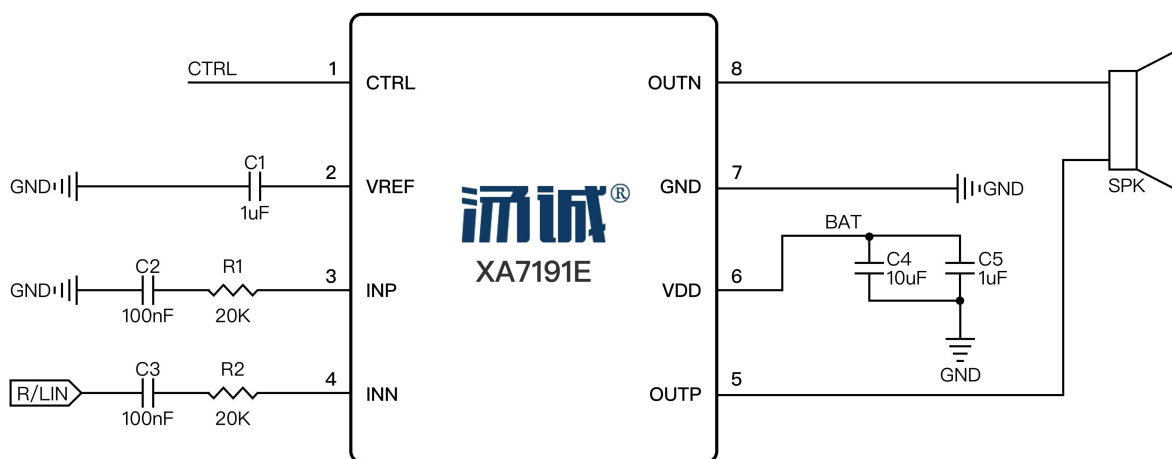 CTRL 1 CTRL OUTN 8
C1
GND 2 VREF GND 7 GND
1uF
SPK
汤诚®
XA7191E
BAT
C2 R1 C4 C5
GND 3 INP VDD 6 10uF 1uF
100nF 20K
C3 R2 GND
R/LIN 4 INN OUTP 5
100nF 20K